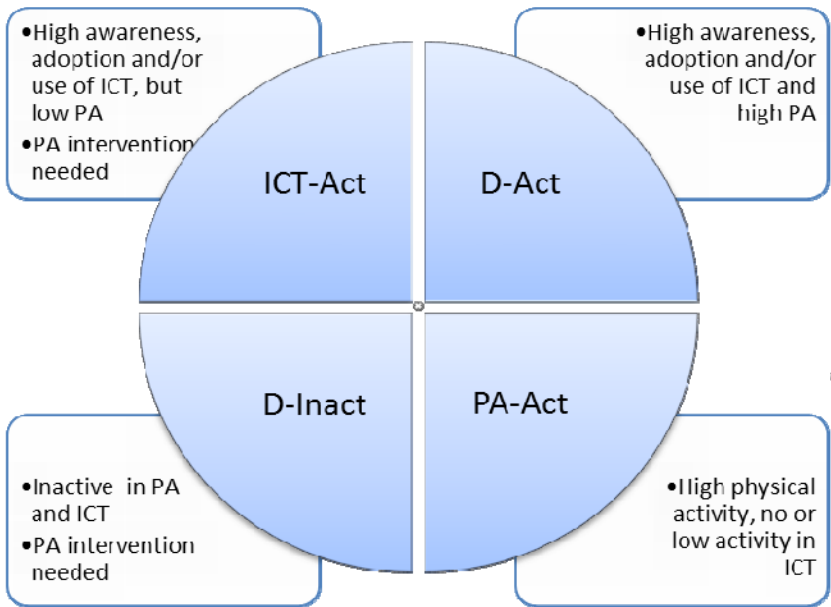 •High awareness,
adoption and/or
use of ICT, but
low PA
•PA intervention
needed
•High awareness,
adoption and/or
use of ICT and
high PA
ICT-Act
D-Act
D-Inact
PA-Act
•Inactive in PA
and ICT
•PA intervention
needed
•High physical
activity, no or
low activity in
ICT